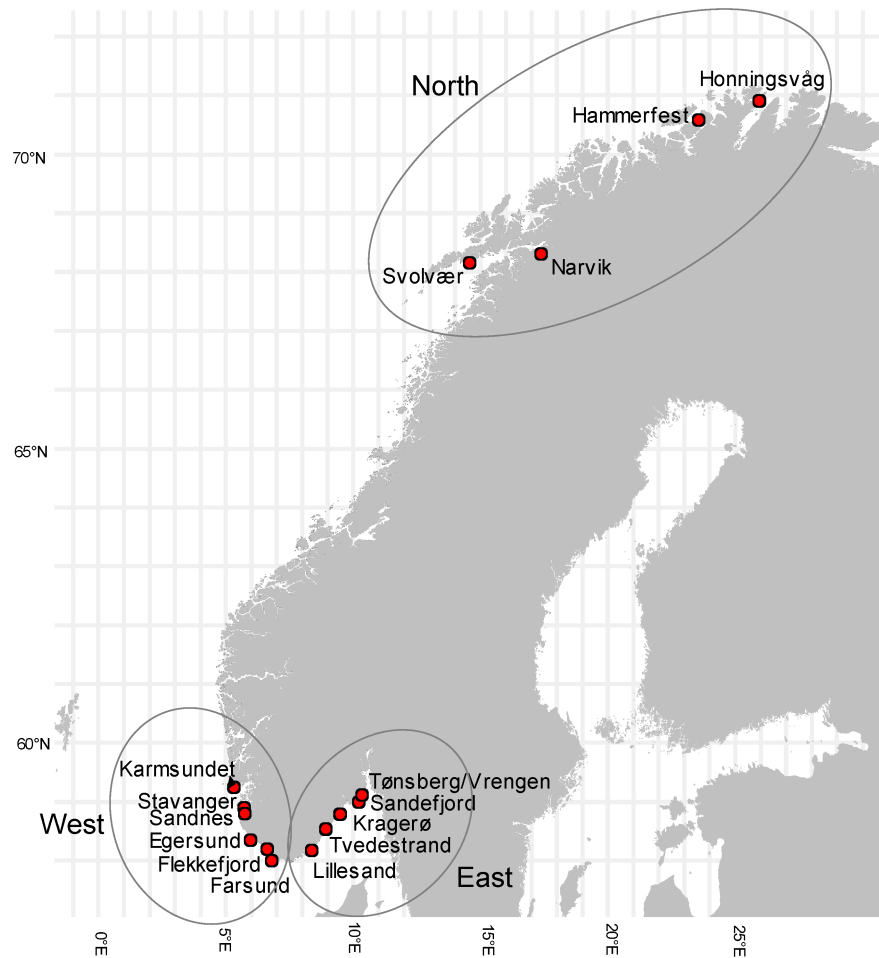 North
Honningsvåg
Hammerfest
70°N
Svolvær
Narvik
65°N
60°N
Karmsundet
Tønsberg/Vrengen
Stavanger
Sandefjord
Sandnes
Kragerø
West
Egersund
Tvedestrand
Flekkefjord
Lillesand
East
Farsund
0°E
5°E
10°E
15°E
20°E
25°E